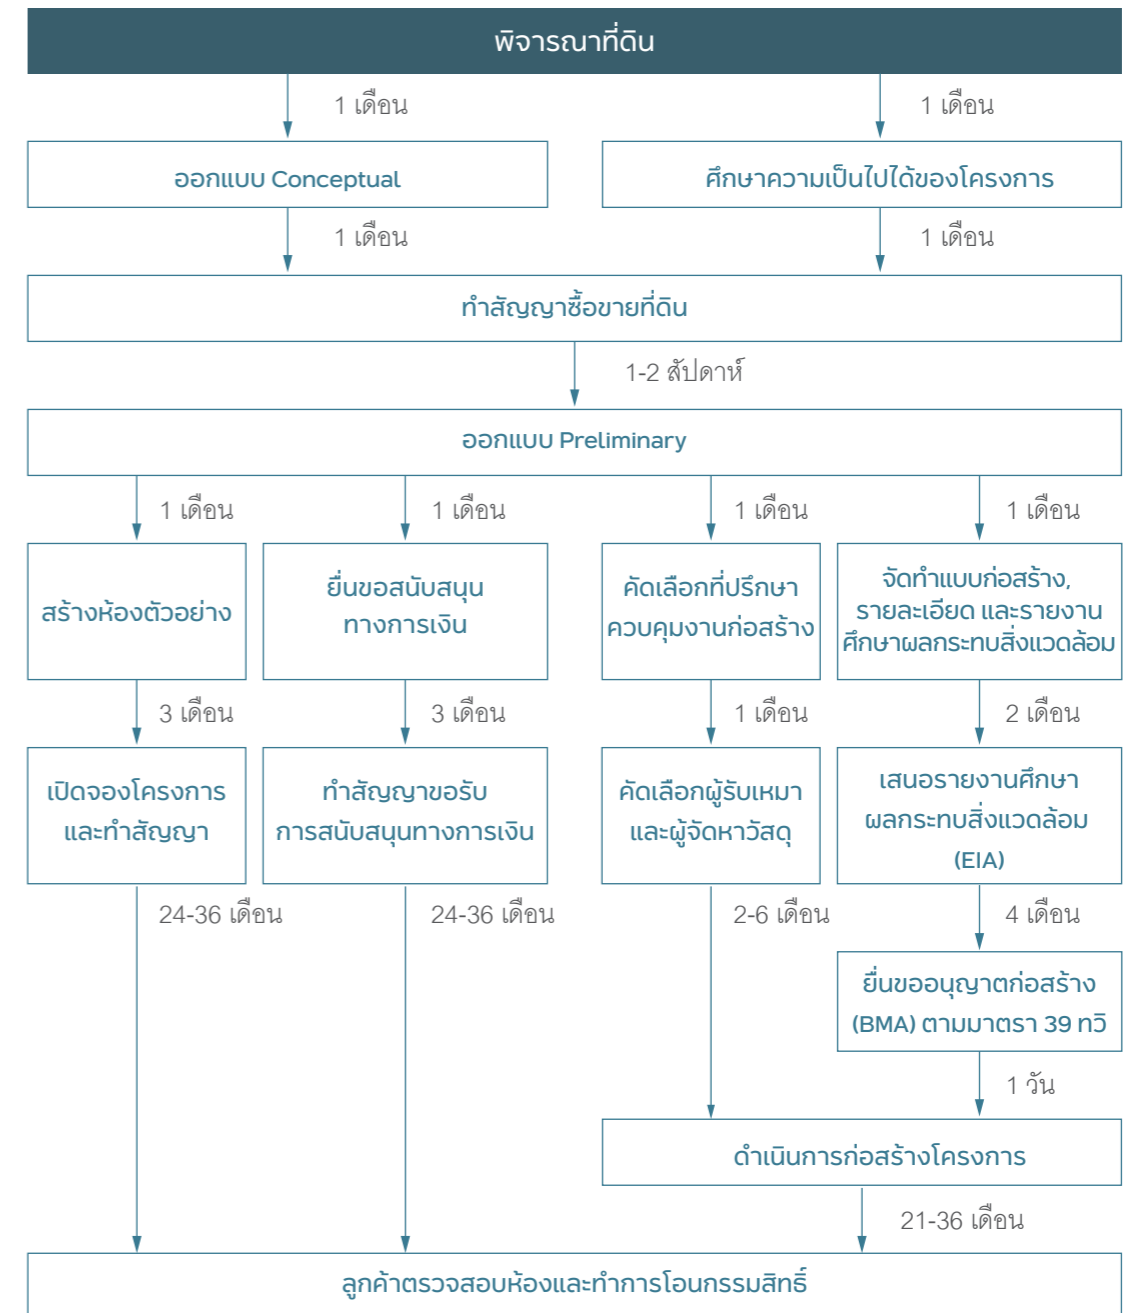 พิจารณาที่ดิน
1 เดือน
1 เดือน
ออกแบบ Conceptual
ศึกษาความเป็นไปได้ของโครงการ
1 เดือน
1 เดือน
ทำสัญญาซื้อขายที่ดิน
1-2 สัปดาห์
ออกแบบ Preliminary
1 เดือน
1 เดือน
1 เดือน
1 เดือน
สร้างห้องตัวอย่าง
ยื่นขอสนับสนุน
ทางการเงิน
คัดเลือกที่ปรึกษา
ควบคุมงานก่อสร้าง
จัดทำแบบก่อสร้าง,
รายละเอียด และรายงาน
ศึกษาผลกระทบสิ่งแวดล้อม
3 เดือน
3 เดือน
1 เดือน
2 เดือน
เปิดจองโครงการ
และทำสัญญา
ทำสัญญาขอรับ
การสนับสนุนทางการเงิน
คัดเลือกผู้รับเหมา
และผู้จัดหาวัสดุ
เสนอรายงานศึกษา
ผลกระทบสิ่งแวดล้อม
(EIA)
24-36 เดือน
24-36 เดือน
2-6 เดือน
4 เดือน
ยื่นขออนุญาตก่อสร้าง
(BMA) ตามมาตรา 39 ทวิ
1 วัน
ดำเนินการก่อสร้างโครงการ
21-36 เดือน
ลูกค้าตรวจสอบห้องและทำการโอนกรรมสิทธิ์